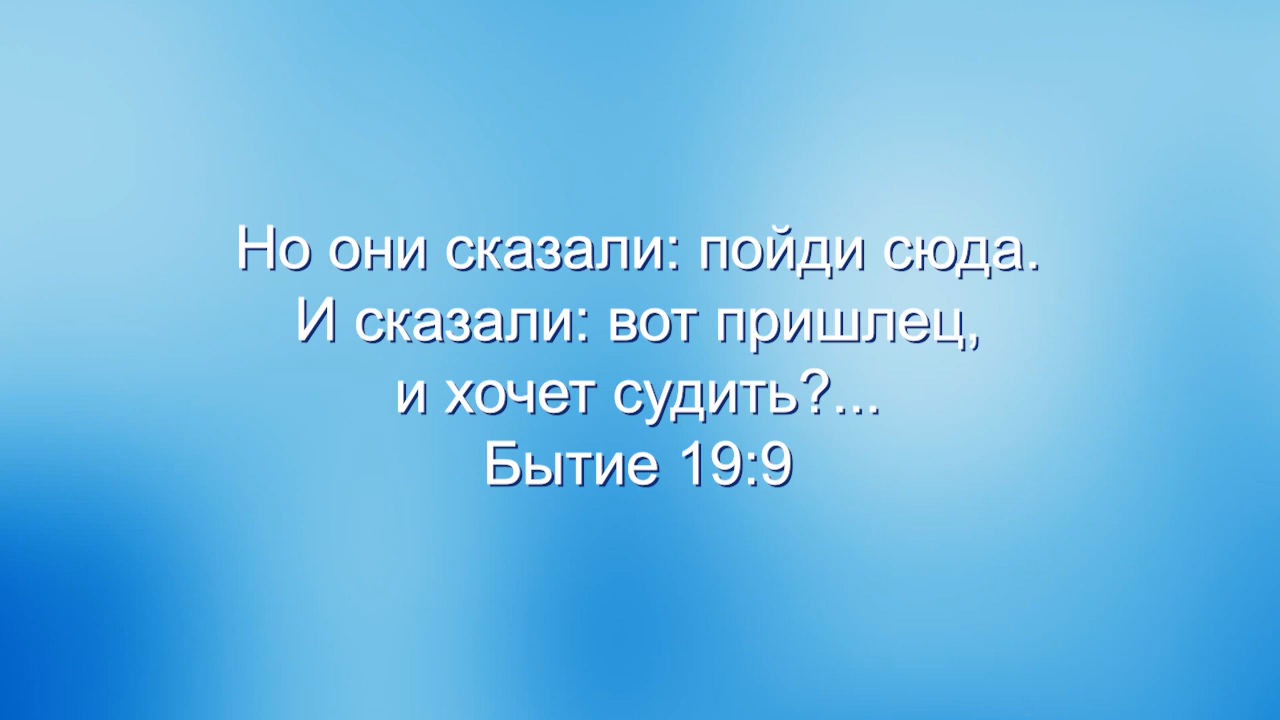 Но они сказали: пойди сюда.
И сказали: вот пришлец,
и хочет судить?...
Бытие 19:9